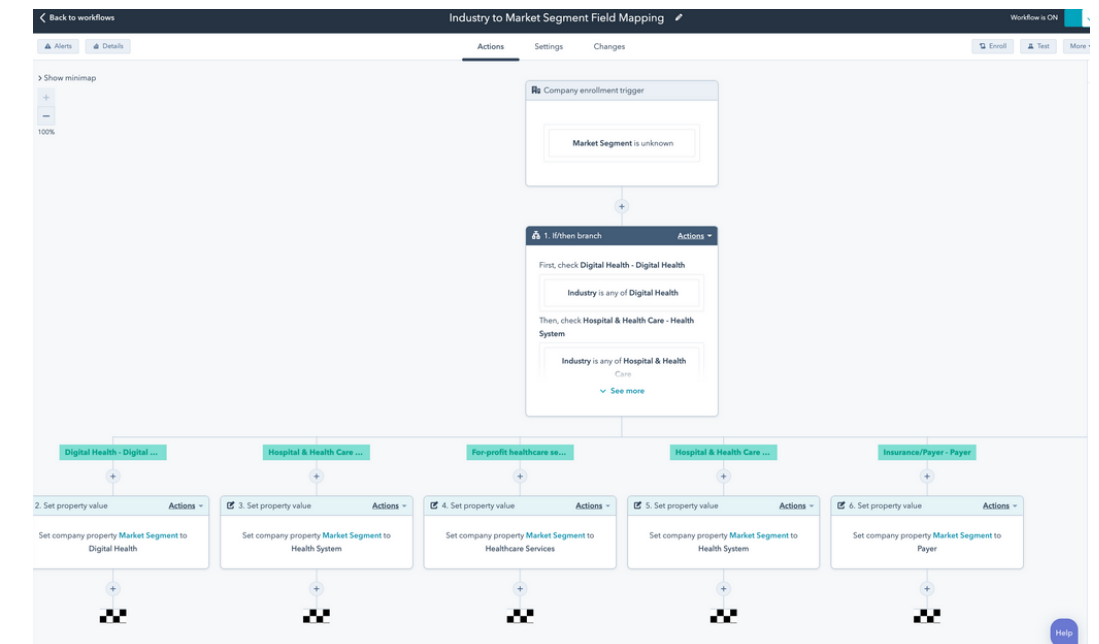 Back to workflows
Industry to Market Segment Field Mapping
Workflow is ON
Alerts
Details
Actions
Settings
Changes
Enroll
Test
More
Show minimap
+
–
100%
Company enrollment trigger
Market Segment is unknown
+
1. If/then branch
Actions
First, check Digital Health - Digital Health
Industry is any of Digital Health
Then, check Hospital & Health Care - Health
System
Industry is any of Hospital & Health
Care
See more
Digital Health - Digital ...
Hospital & Health Care ...
For-profit healthcare se...
Hospital & Health Care ...
Insurance/Payer - Payer
+
+
+
+
+
2. Set property value
Actions
Set company property Market Segment to
Digital Health
3. Set property value
Actions
Set company property Market Segment to
Health System
4. Set property value
Actions
Set company property Market Segment to
Healthcare Services
5. Set property value
Actions
Set company property Market Segment to
Health System
6. Set property value
Actions
Set company property Market Segment to
Payer
+
+
+
+
+
Help